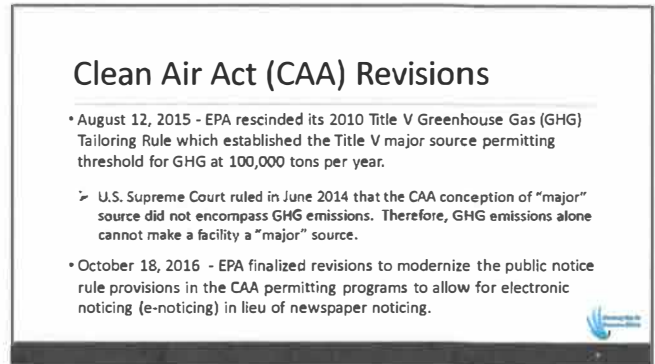 Clean Air Act (CAA) Revisions
• August 12, 2015 - EPA rescinded its 2010 Title V Greenhouse Gas (GHG)
Tailoring Rule which established the Title V major source permitting
threshold for GHG at 100,000 tons per year.
➢ U.S. Supreme Court ruled in June 2014 that the CAA conception of "major"
source did not encompass GHG emissions. Therefore, GHG emissions alone
cannot make a facility a "major" source.
• October 18, 2016 - EPA finalized revisions to modernize the public notice
rule provisions in the CAA permitting programs to allow for electronic
noticing (e-noticing) in lieu of newspaper noticing.